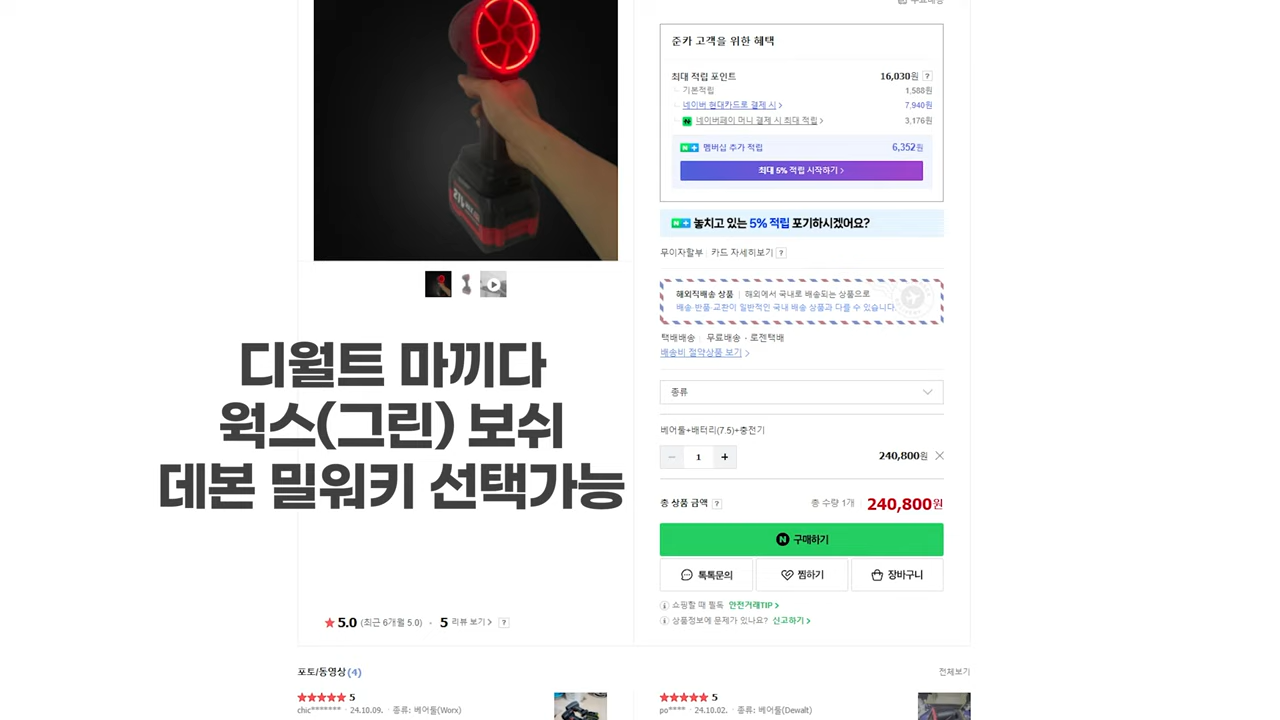 준카 고객을 위한 혜택
최대 적립 포인트 16,030원 ?
기본적립 1,588원
네이버 현대카드로 결제 시 > 7,940원
네이버페이 머니 결제 시 최대 적립 > 3,176원
N+ 멤버십 추가 적립 6,352원
최대 5% 적립 시작하기 >
N+ 놓치고 있는 5% 적립 포기하시겠어요?
무이자할부 카드 자세히보기 ?
해외직배송 상품 | 해외에서 국내로 배송되는 상품으로
배송·반품·교환이 일반적인 국내 배송 상품과 다를 수 있습니다.
택배배송 | 무료배송 · 로젠택배
배송비 절약상품 보기 >
종류
베어툴+배터리(7.5)+충전기
− 1 + 240,800원 ×
총 상품 금액 ? 총 수량 1개 240,800원
N 구매하기
톡톡문의 찜하기 장바구니
쇼핑할 때 필독 안전거래TIP >
상품정보에 문제가 있나요? 신고하기 >
디월트 마끼다
웍스(그린) 보쉬
데본 밀워키 선택가능
★ 5.0 (최근 6개월 5.0) · 5 리뷰 보기 > ?
포토/동영상 (4) 전체보기
★★★★★ 5
chic******* · 24.10.09. · 종류: 베어툴(Worx)
★★★★★ 5
po**** · 24.10.02. · 종류: 베어툴(Dewalt)